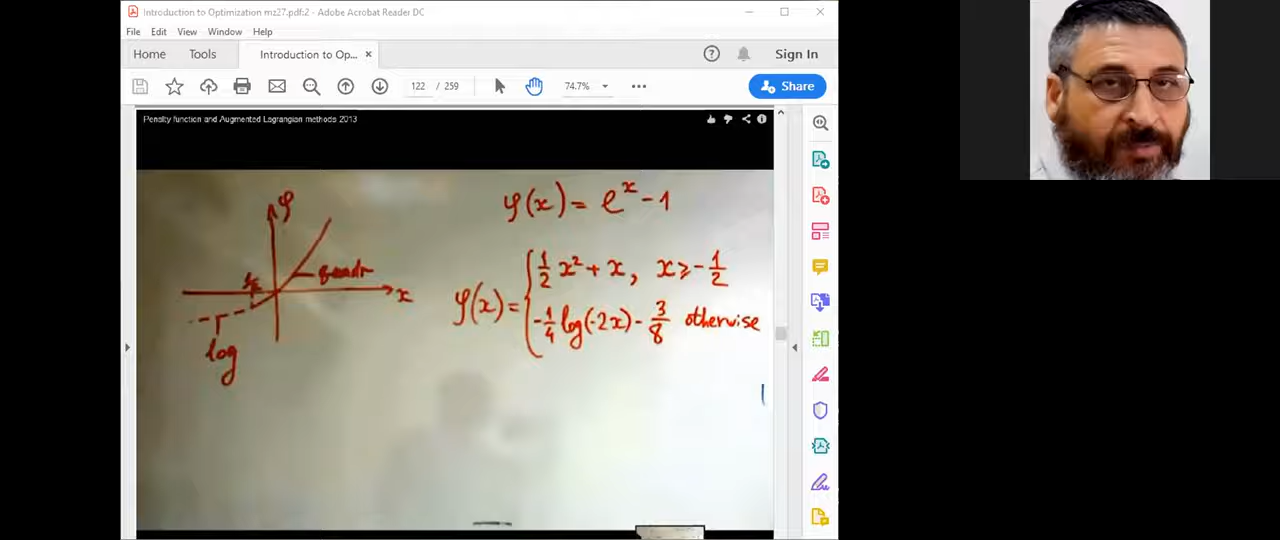 Introduction to Optimization mz27.pdf:2 - Adobe Acrobat Reader DC
File Edit View Window Help
Home Tools Introduction to Op... × Sign In
122 / 259 74.7% Share
Penalty function and Augmented Lagrangian methods 2013
φ
φ(x) = e^x - 1
quadr
x
log
φ(x) = { 1/2 x² + x, x ≥ -1/2
-1/4 log(-2x) - 3/8 otherwise